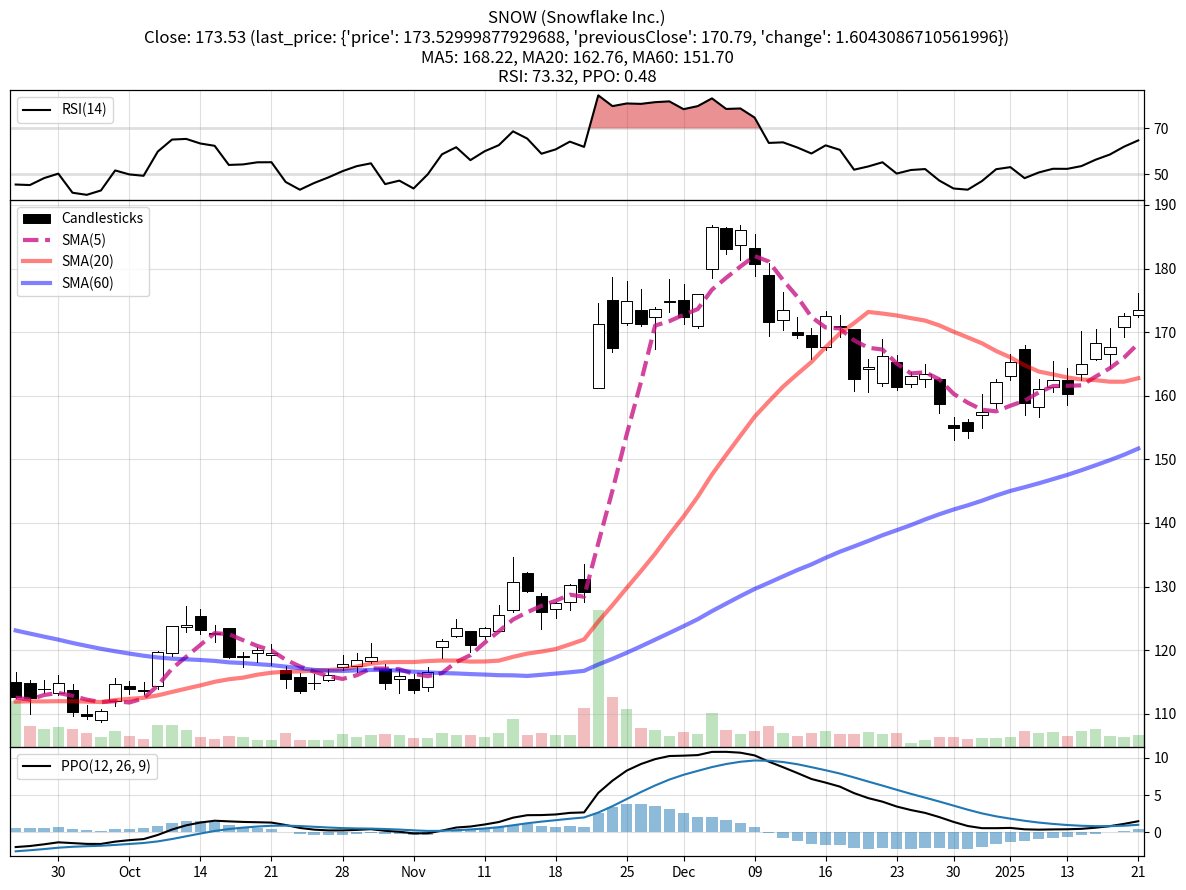 SNOW (Snowflake Inc.)
Close: 173.53 (last_price: {'price': 173.52999877929688, 'previousClose': 170.79, 'change': 1.6043086710561996})
MA5: 168.22, MA20: 162.76, MA60: 151.70
RSI: 73.32, PPO: 0.48
RSI(14)
70
50
Candlesticks
SMA(5)
SMA(20)
SMA(60)
190
180
170
160
150
140
130
120
110
PPO(12, 26, 9)
10
5
0
30 Oct 14 21 28 Nov 11 18 25 Dec 09 16 23 30 2025 13 21